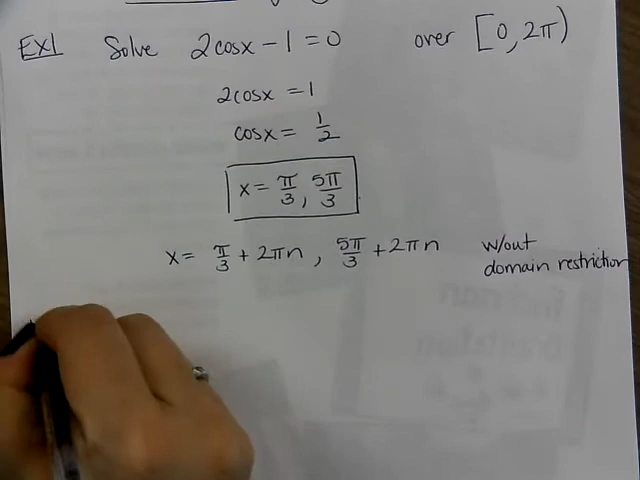 EX1 Solve 2cosx - 1 = 0 over [0, 2π)
2cosx = 1
cosx = 1/2
x = π/3, 5π/3
x = π/3 + 2πn, 5π/3 + 2πn w/out
domain restriction